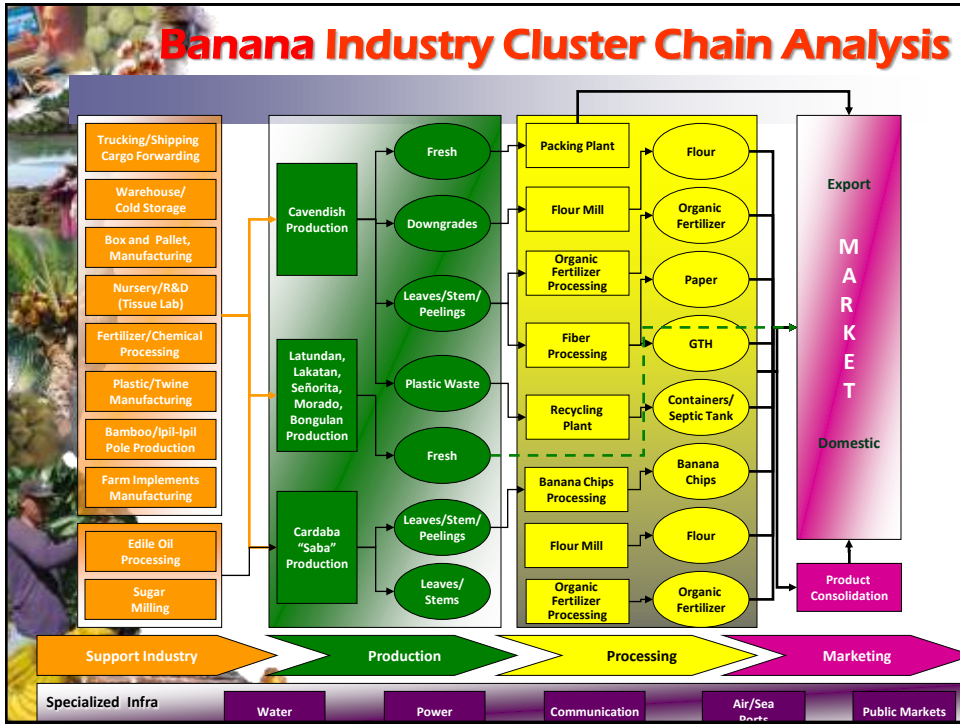 Banana Industry Cluster Chain Analysis
Trucking/Shipping
Cargo Forwarding
Warehouse/
Cold Storage
Box and Pallet,
Manufacturing
Nursery/R&D
(Tissue Lab)
Fertilizer/Chemical
Processing
Plastic/Twine
Manufacturing
Bamboo/Ipil-Ipil
Pole Production
Farm Implements
Manufacturing
Edile Oil
Processing
Sugar
Milling
Cavendish
Production
Latundan,
Lakatan,
Señorita,
Morado,
Bongulan
Production
Cardaba
"Saba"
Production
Fresh
Downgrades
Leaves/Stem/
Peelings
Plastic Waste
Fresh
Leaves/Stem/
Peelings
Leaves/
Stems
Packing Plant
Flour Mill
Organic
Fertilizer
Processing
Fiber
Processing
Recycling
Plant
Banana Chips
Processing
Flour Mill
Organic
Fertilizer
Processing
Flour
Organic
Fertilizer
Paper
GTH
Containers/
Septic Tank
Banana
Chips
Flour
Organic
Fertilizer
Export
M
A
R
K
E
T
Domestic
Product
Consolidation
Support Industry
Production
Processing
Marketing
Specialized Infra
Water
Power
Communication
Air/Sea
Ports
Public Markets